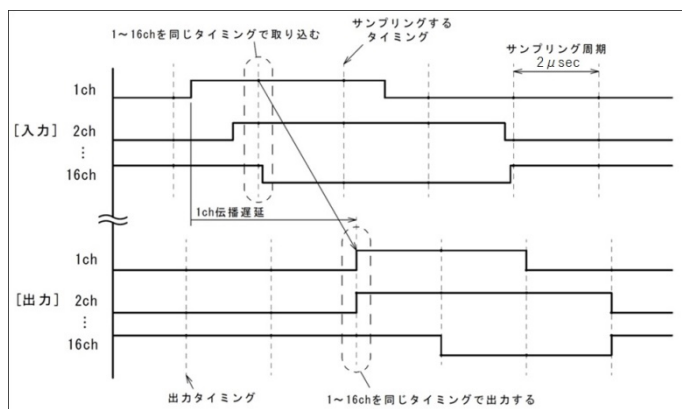 1～16chを同じタイミングで取り込む
サンプリングする
タイミング
サンプリング周期
2μsec
1ch
[入力]
2ch
⋮
16ch
1ch伝播遅延
1ch
[出力]
2ch
⋮
16ch
出力タイミング
1～16chを同じタイミングで出力する